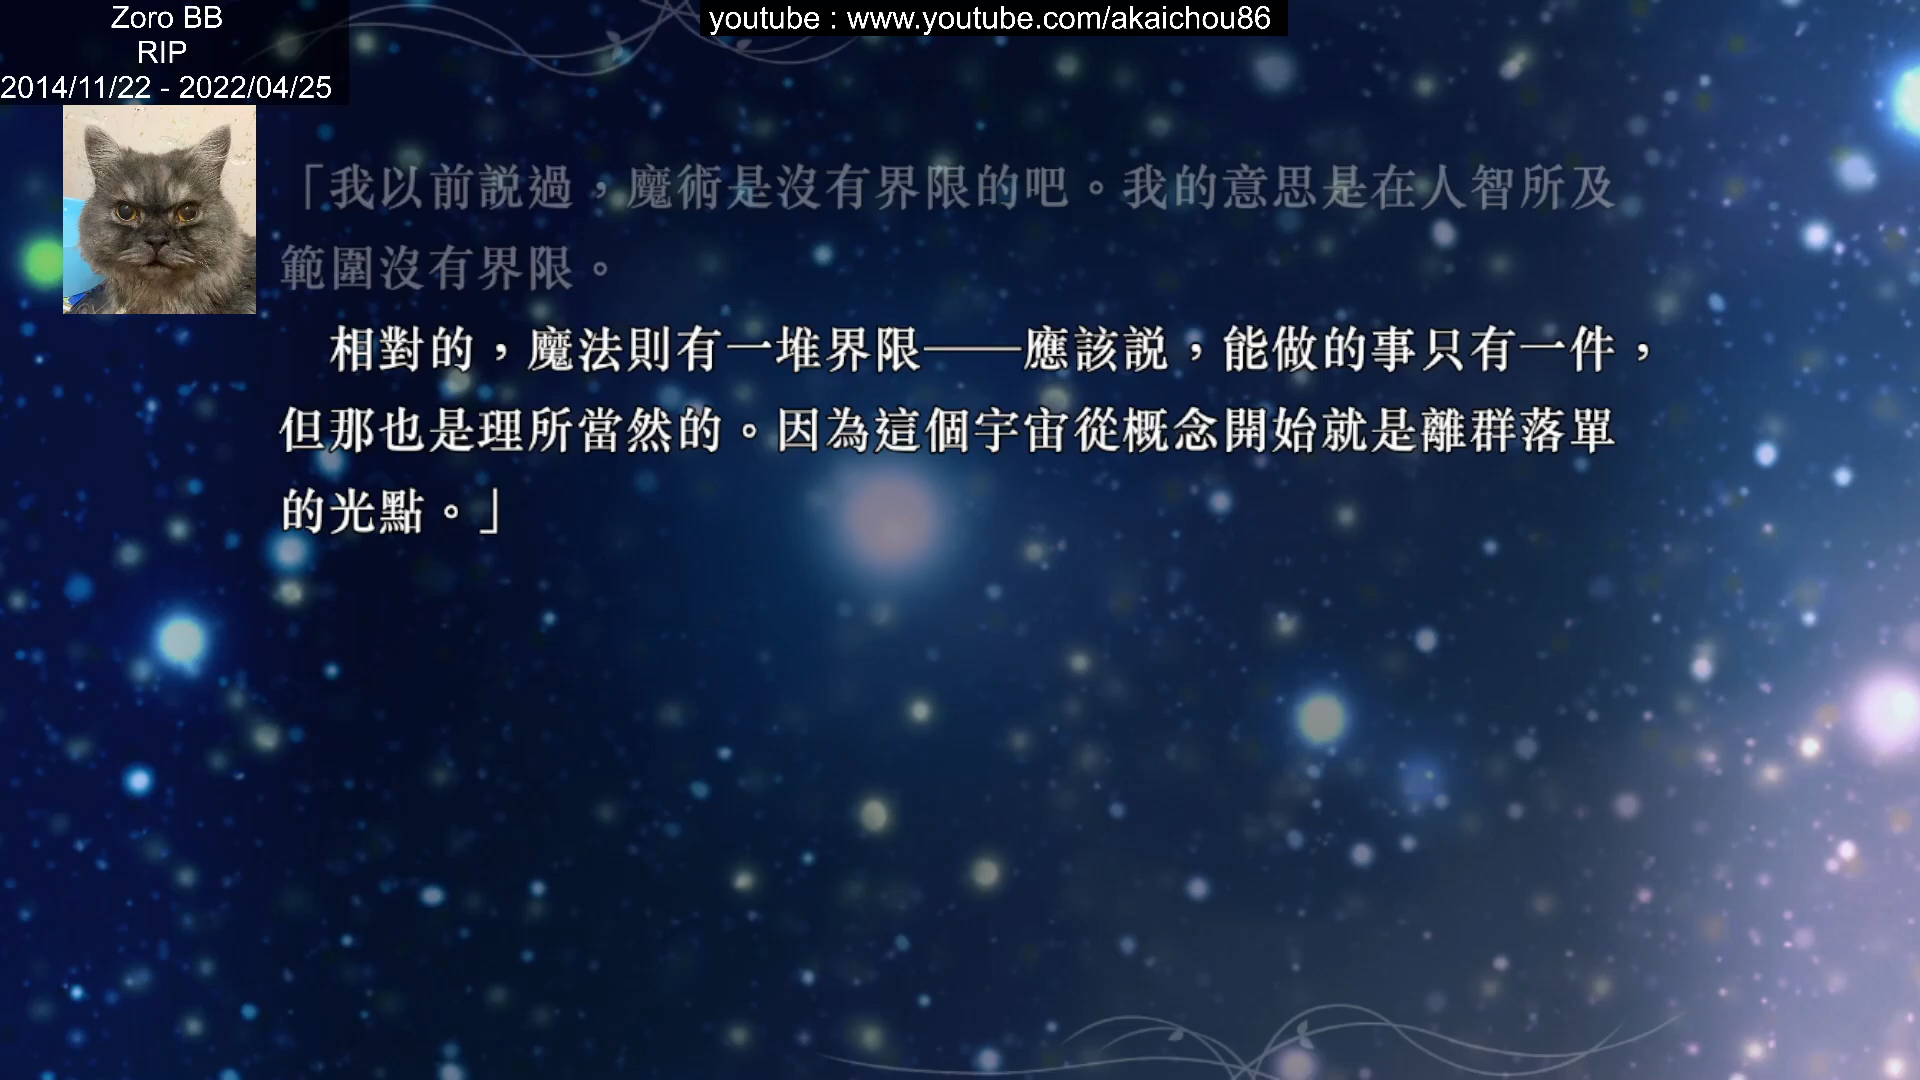 Zoro BB
RIP
2014/11/22 - 2022/04/25
youtube : www.youtube.com/akaichou86
「我以前説過，魔術是沒有界限的吧。我的意思是在人智所及
範圍沒有界限。
相對的，魔法則有一堆界限——應該説，能做的事只有一件，
但那也是理所當然的。因為這個宇宙從概念開始就是離群落單
的光點。」